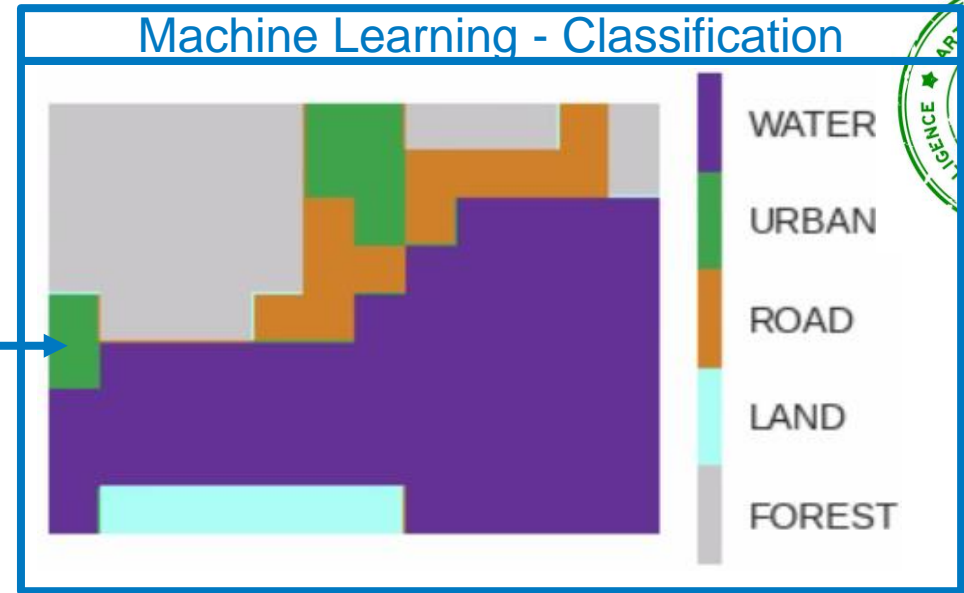 Machine Learning - Classification
WATER
URBAN
ROAD
LAND
FOREST